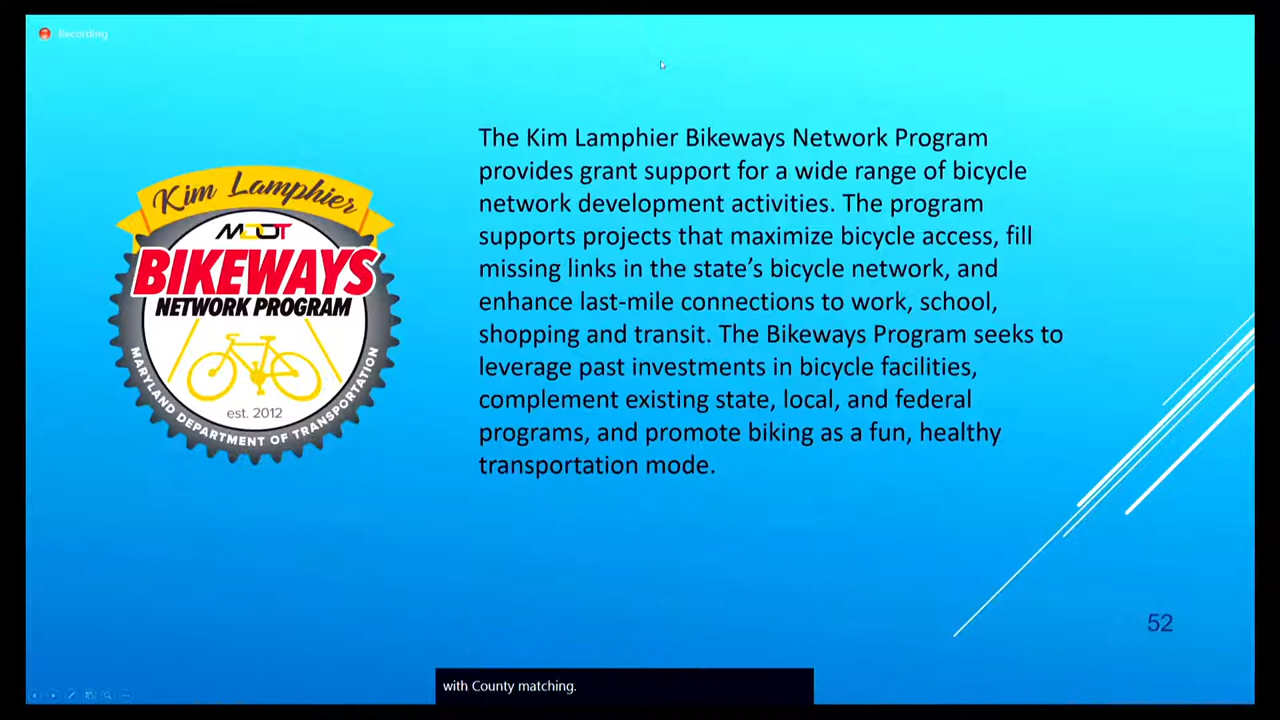 Recording
The Kim Lamphier Bikeways Network Program
provides grant support for a wide range of bicycle
network development activities. The program
supports projects that maximize bicycle access, fill
missing links in the state’s bicycle network, and
enhance last-mile connections to work, school,
shopping and transit. The Bikeways Program seeks to
leverage past investments in bicycle facilities,
complement existing state, local, and federal
programs, and promote biking as a fun, healthy
transportation mode.
Kim Lamphier
MDOT
BIKEWAYS
NETWORK PROGRAM
est. 2012
MARYLAND DEPARTMENT OF TRANSPORTATION
52
with County matching.